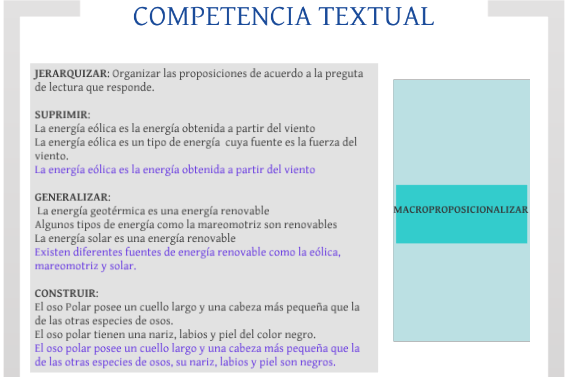 COMPETENCIA TEXTUAL
JERARQUIZAR: Organizar las proposiciones de acuerdo a la preguta
de lectura que responde.
SUPRIMIR:
La energía eólica es la energía obtenida a partir del viento
La energía eólica es un tipo de energía cuya fuente es la fuerza del
viento.
La energía eólica es la energía obtenida a partir del viento
GENERALIZAR:
La energía geotérmica es una energía renovable
Algunos tipos de energía como la mareomotriz son renovables
La energía solar es una energía renovable
Existen diferentes fuentes de energía renovable como la eólica,
mareomotriz y solar.
CONSTRUIR:
El oso Polar posee un cuello largo y una cabeza más pequeña que la
de las otras especies de osos.
El oso polar tienen una nariz, labios y piel del color negro.
El oso polar posee un cuello largo y una cabeza más pequeña que la
de las otras especies de osos, su nariz, labios y piel son negros.
MACROPROPOSICIONALIZAR